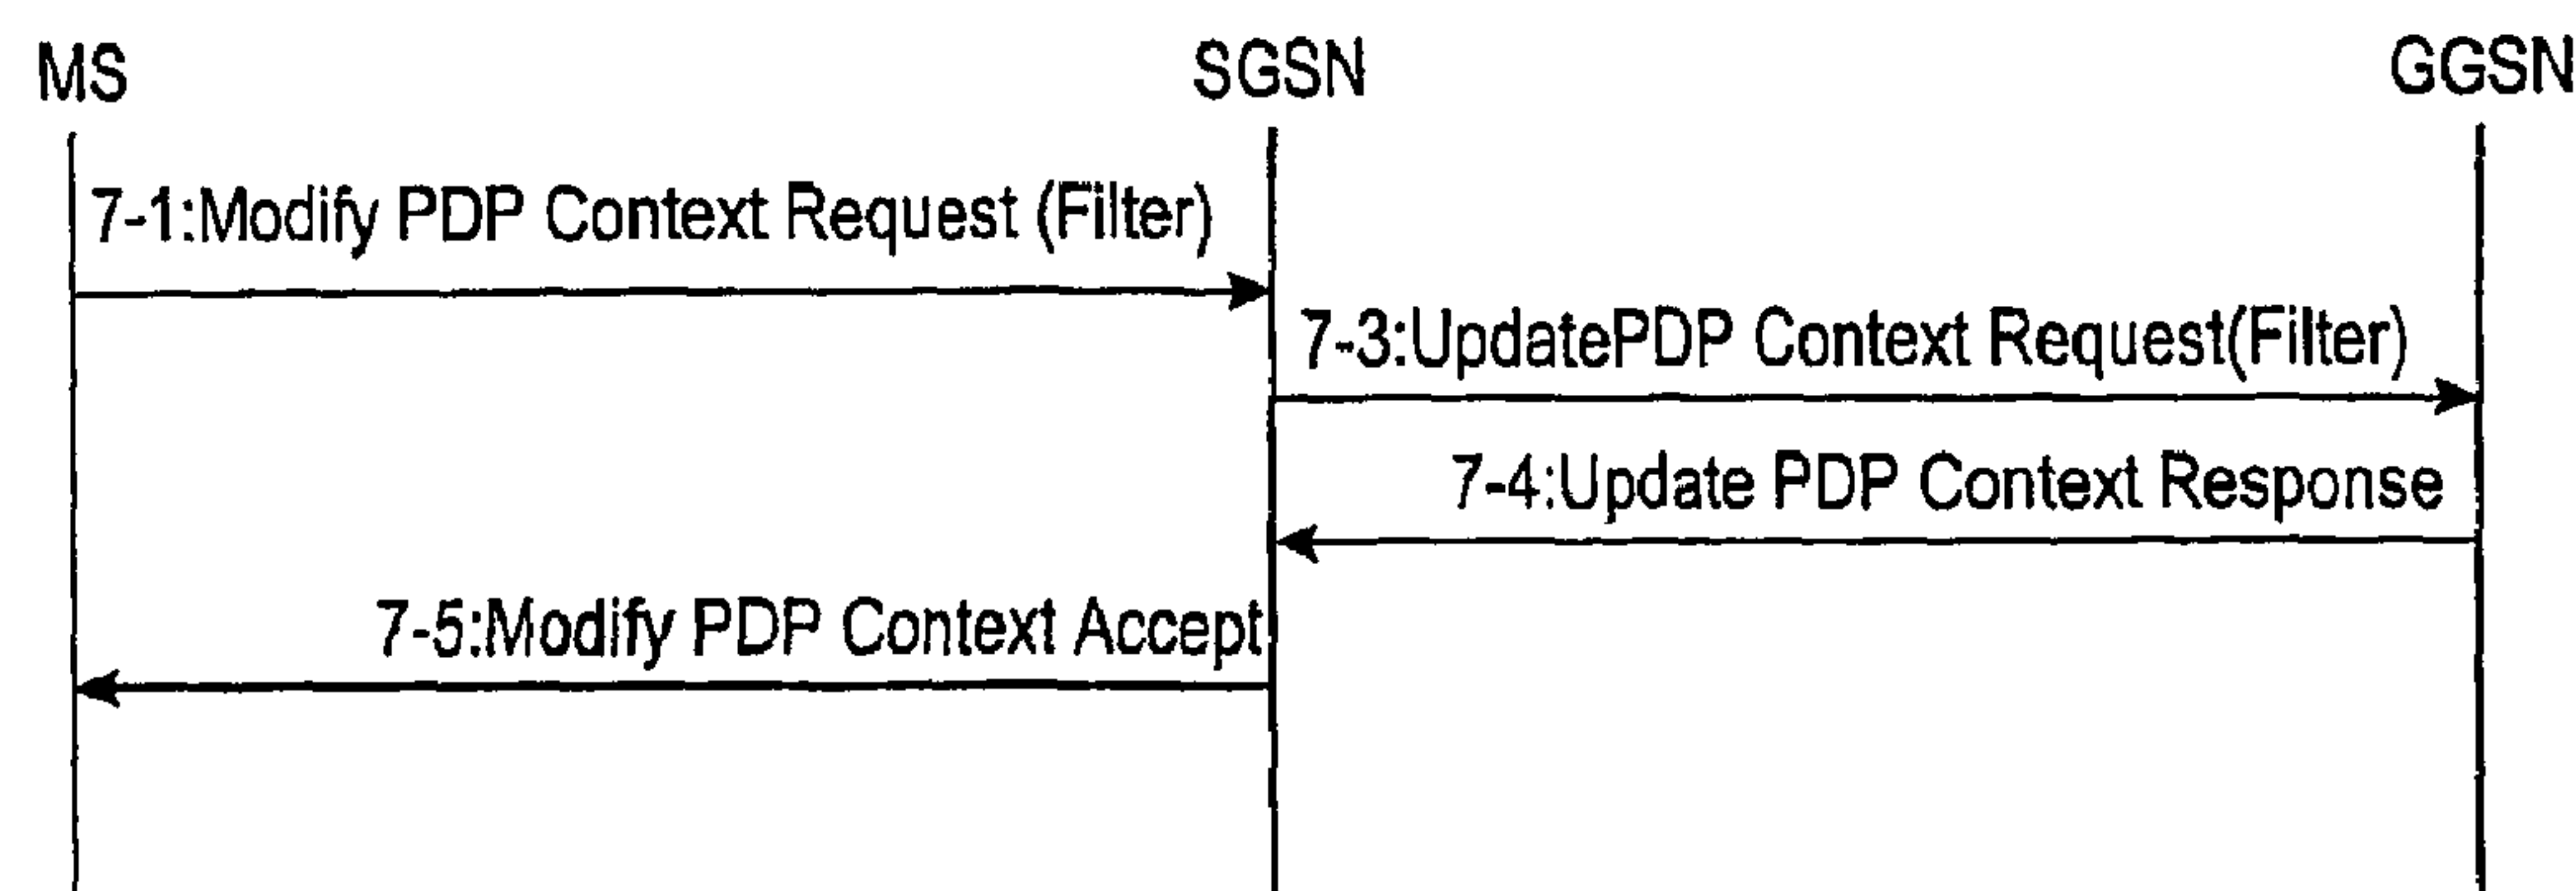 MS SGSN GGSN
7-1:Modify PDP Context Request (Filter)
7-3:UpdatePDP Context Request(Filter)
7-4:Update PDP Context Response
7-5:Modify PDP Context Accept